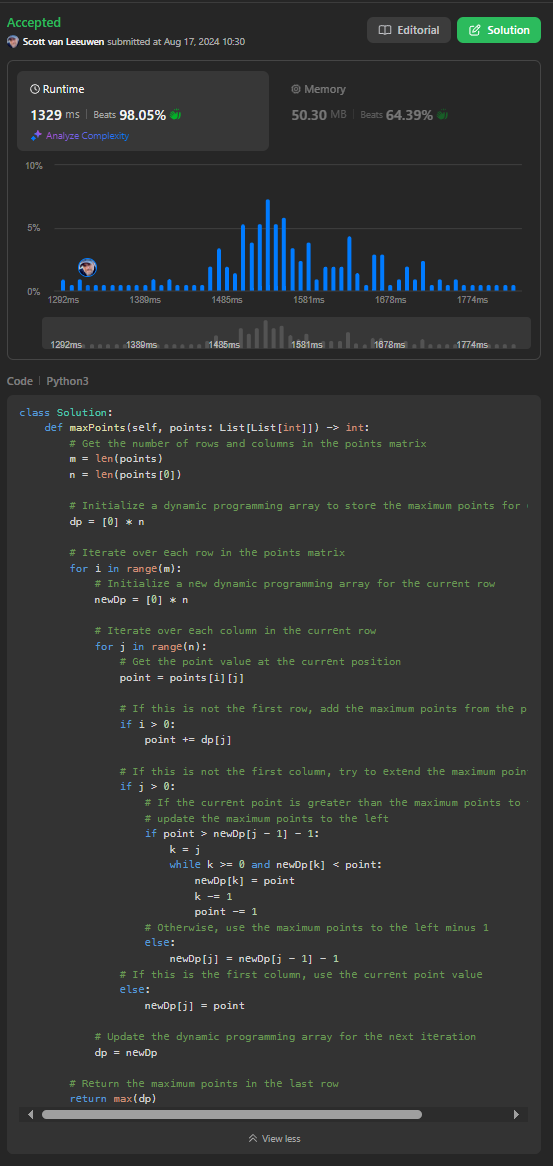 Accepted
Scott van Leeuwen submitted at Aug 17, 2024 10:30
Editorial
Solution
Runtime
1329 ms | Beats 98.05%
Analyze Complexity
Memory
50.30 MB | Beats 64.39%
10%
5%
0%
1292ms 1389ms 1485ms 1581ms 1678ms 1774ms
1292ms 1389ms 1485ms 1581ms 1678ms 1774ms
Code | Python3
class Solution:
    def maxPoints(self, points: List[List[int]]) -> int:
        # Get the number of rows and columns in the points matrix
        m = len(points)
        n = len(points[0])
        # Initialize a dynamic programming array to store the maximum points for
        dp = [0] * n
        # Iterate over each row in the points matrix
        for i in range(m):
            # Initialize a new dynamic programming array for the current row
            newDp = [0] * n
            # Iterate over each column in the current row
            for j in range(n):
                # Get the point value at the current position
                point = points[i][j]
                # If this is not the first row, add the maximum points from the p
                if i > 0:
                    point += dp[j]
                # If this is not the first column, try to extend the maximum poin
                if j > 0:
                    # If the current point is greater than the maximum points to
                    # update the maximum points to the left
                    if point > newDp[j - 1] - 1:
                        k = j
                        while k >= 0 and newDp[k] < point:
                            newDp[k] = point
                            k -= 1
                            point -= 1
                    # Otherwise, use the maximum points to the left minus 1
                    else:
                        newDp[j] = newDp[j - 1] - 1
                # If this is the first column, use the current point value
                else:
                    newDp[j] = point
            # Update the dynamic programming array for the next iteration
            dp = newDp
        # Return the maximum points in the last row
        return max(dp)
View less